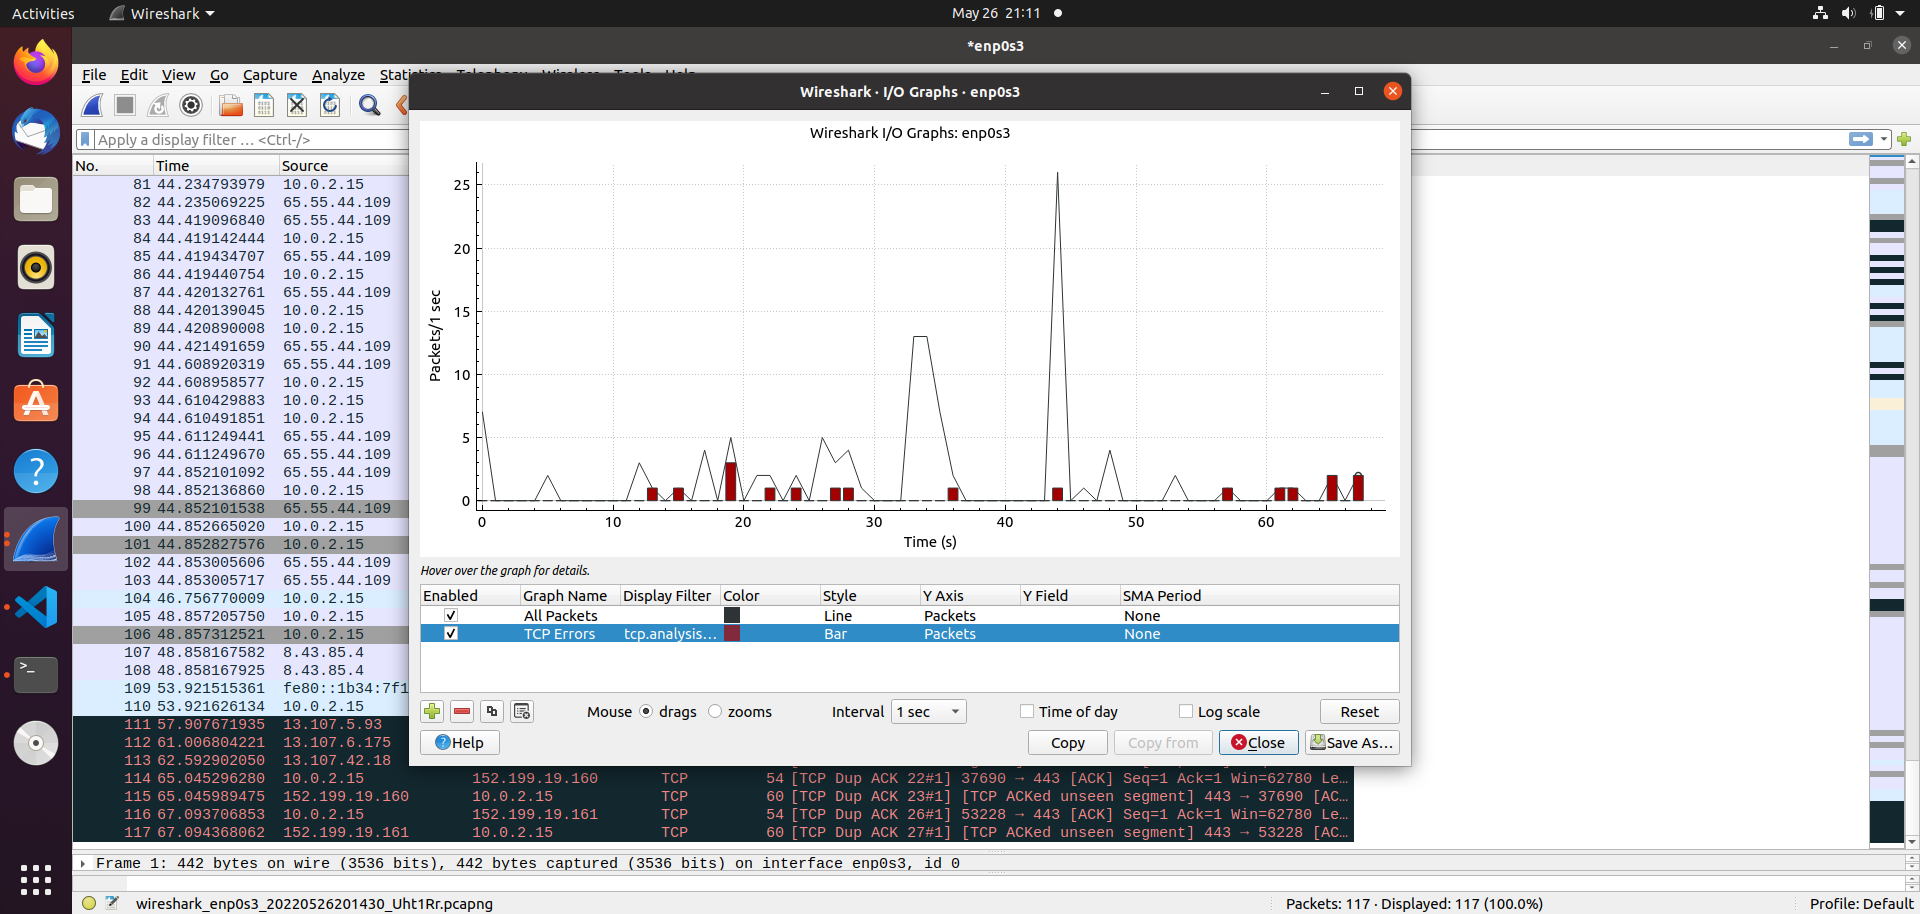 Activities Wireshark May 26 21:11
*enp0s3
File Edit View Go Capture Analyze
Wireshark · I/O Graphs · enp0s3
Apply a display filter … <Ctrl-/>
Wireshark I/O Graphs: enp0s3
No. Time Source
81 44.234793979 10.0.2.15
82 44.235069225 65.55.44.109
83 44.419096840 65.55.44.109
84 44.419142444 10.0.2.15
85 44.419434707 65.55.44.109
86 44.419440754 10.0.2.15
87 44.420132761 65.55.44.109
88 44.420139045 10.0.2.15
89 44.420890008 10.0.2.15
90 44.421491659 65.55.44.109
91 44.608920319 65.55.44.109
92 44.608958577 10.0.2.15
93 44.610429883 10.0.2.15
94 44.610491851 10.0.2.15
95 44.611249441 65.55.44.109
96 44.611249670 65.55.44.109
97 44.852101092 65.55.44.109
98 44.852136860 10.0.2.15
99 44.852101538 65.55.44.109
100 44.852665020 10.0.2.15
101 44.852827576 10.0.2.15
102 44.853005606 65.55.44.109
103 44.853005717 65.55.44.109
104 46.756770009 10.0.2.15
105 48.857205750 10.0.2.15
106 48.857312521 10.0.2.15
107 48.858167582 8.43.85.4
108 48.858167925 8.43.85.4
109 53.921515361 fe80::1b34:7f1
110 53.921626134 10.0.2.15
111 57.907671935 13.107.5.93
112 61.006804221 13.107.6.175
113 62.592902050 13.107.42.18
114 65.045296280 10.0.2.15 152.199.19.160 TCP 54 [TCP Dup ACK 22#1] 37690 → 443 [ACK] Seq=1 Ack=1 Win=62780 Le…
115 65.045989475 152.199.19.160 10.0.2.15 TCP 60 [TCP Dup ACK 23#1] [TCP ACKed unseen segment] 443 → 37690 [AC…
116 67.093706853 10.0.2.15 152.199.19.161 TCP 54 [TCP Dup ACK 26#1] 53228 → 443 [ACK] Seq=1 Ack=1 Win=62780 Le…
117 67.094368062 152.199.19.161 10.0.2.15 TCP 60 [TCP Dup ACK 27#1] [TCP ACKed unseen segment] 443 → 53228 [AC…
25
20
15
10
5
0
Packets/1 sec
0 10 20 30 40 50 60
Time (s)
Hover over the graph for details.
Enabled Graph Name Display Filter Color Style Y Axis Y Field SMA Period
All Packets Line Packets None
TCP Errors tcp.analysis… Bar Packets None
Mouse drags zooms Interval 1 sec Time of day Log scale Reset
Help Copy Copy from Close Save As…
Frame 1: 442 bytes on wire (3536 bits), 442 bytes captured (3536 bits) on interface enp0s3, id 0
wireshark_enp0s3_20220526201430_Uht1Rr.pcapng Packets: 117 · Displayed: 117 (100.0%) Profile: Default